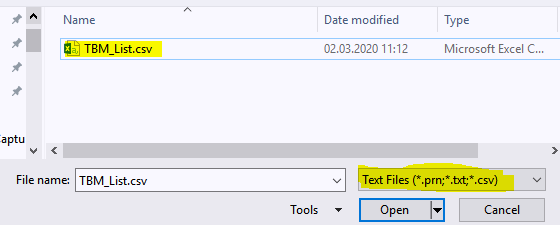 Name Date modified Type
TBM_List.csv 02.03.2020 11:12 Microsoft Excel C...
Captu
File name: TBM_List.csv Text Files (*.prn;*.txt;*.csv)
Tools Open Cancel